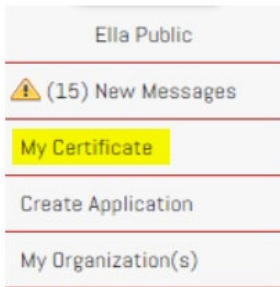 Ella Public
(15) New Messages
My Certificate
Create Application
My Organization(s)